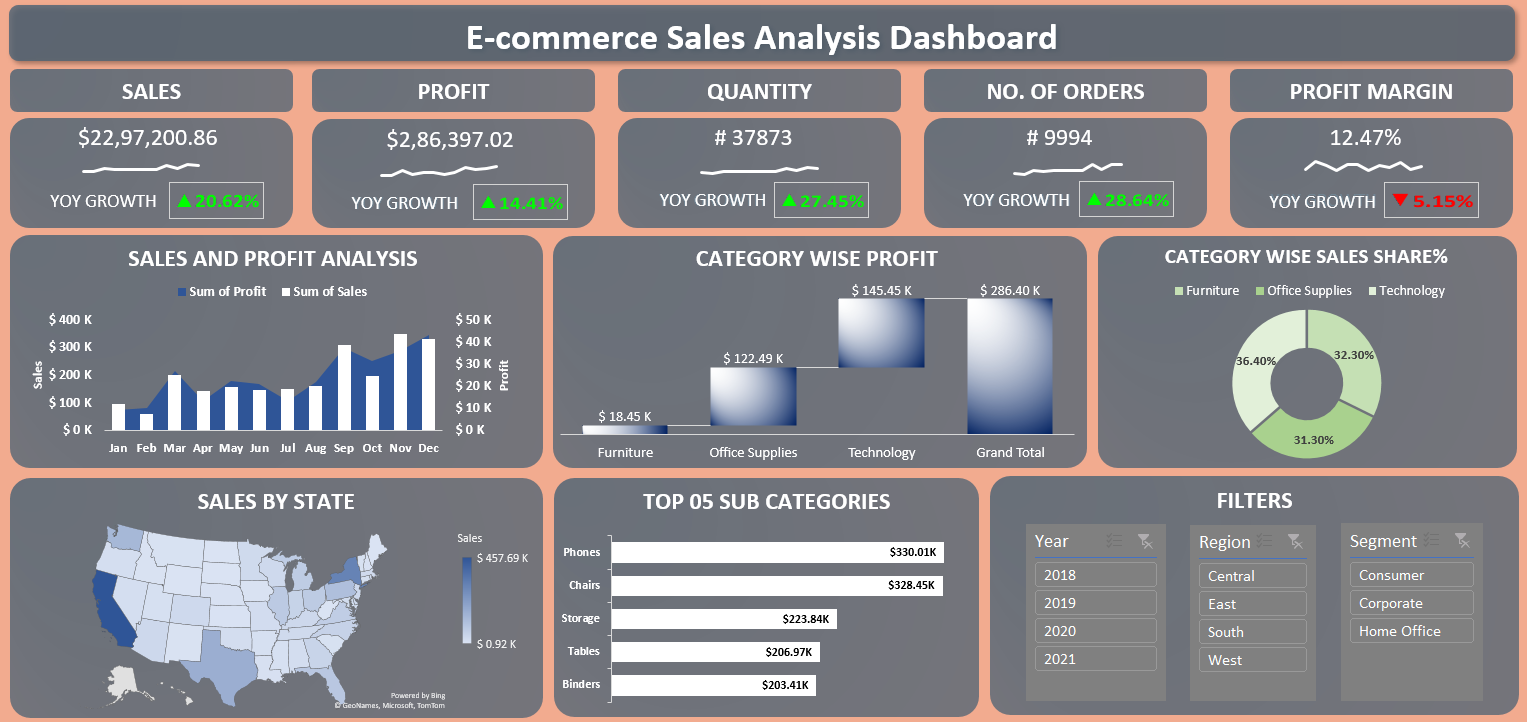 E-commerce Sales Analysis Dashboard
SALES
PROFIT
QUANTITY
NO. OF ORDERS
PROFIT MARGIN
$22,97,200.86
YOY GROWTH ▲ 20.62%
$2,86,397.02
YOY GROWTH ▲ 14.41%
# 37873
YOY GROWTH ▲ 27.45%
# 9994
YOY GROWTH ▲ 28.64%
12.47%
YOY GROWTH ▼ 5.15%
SALES AND PROFIT ANALYSIS
Sum of Profit Sum of Sales
Sales
$ 400 K
$ 300 K
$ 200 K
$ 100 K
$ 0 K
$ 50 K
$ 40 K
$ 30 K
$ 20 K
$ 10 K
$ 0 K
Profit
Jan Feb Mar Apr May Jun Jul Aug Sep Oct Nov Dec
CATEGORY WISE PROFIT
$ 18.45 K
$ 122.49 K
$ 145.45 K
$ 286.40 K
Furniture Office Supplies Technology Grand Total
CATEGORY WISE SALES SHARE%
Furniture Office Supplies Technology
36.40%
32.30%
31.30%
SALES BY STATE
Sales
$ 457.69 K
$ 0.92 K
Powered by Bing
© GeoNames, Microsoft, TomTom
TOP 05 SUB CATEGORIES
Phones $330.01K
Chairs $328.45K
Storage $223.84K
Tables $206.97K
Binders $203.41K
FILTERS
Year
2018
2019
2020
2021
Region
Central
East
South
West
Segment
Consumer
Corporate
Home Office